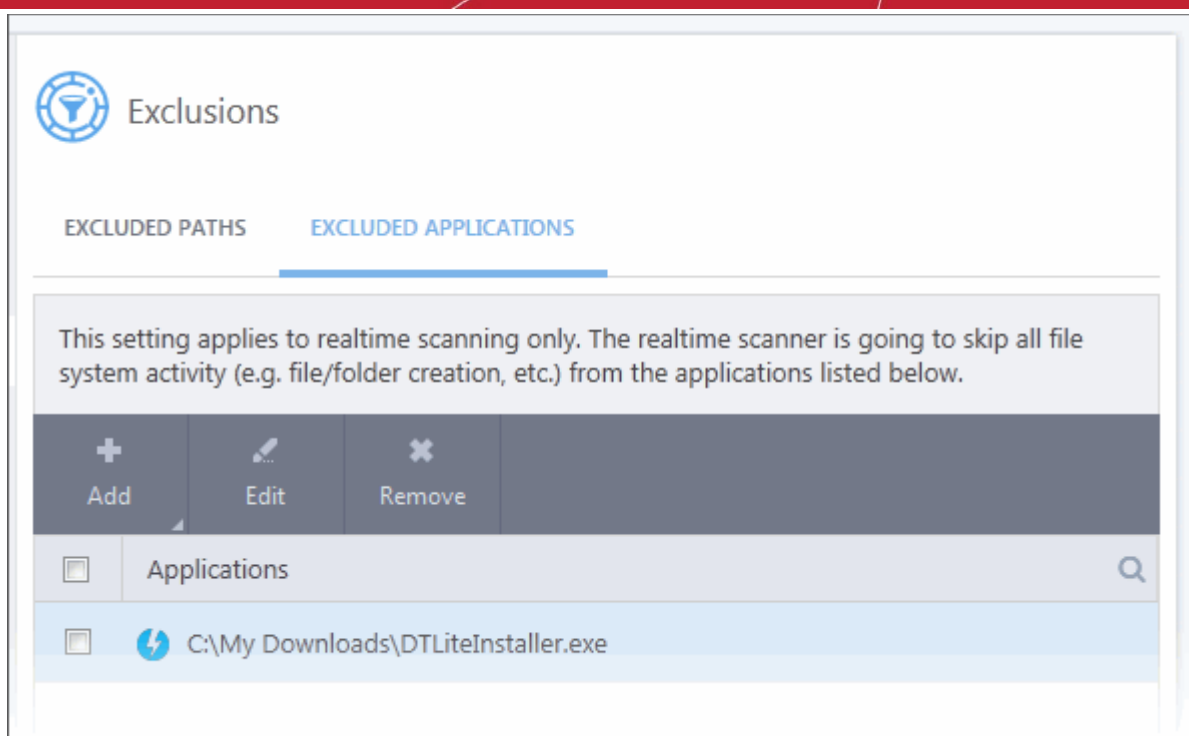 Exclusions
EXCLUDED PATHS
EXCLUDED APPLICATIONS
This setting applies to realtime scanning only. The realtime scanner is going to skip all file
system activity (e.g. file/folder creation, etc.) from the applications listed below.
Add
Edit
Remove
Applications
C:\My Downloads\DTLiteInstaller.exe